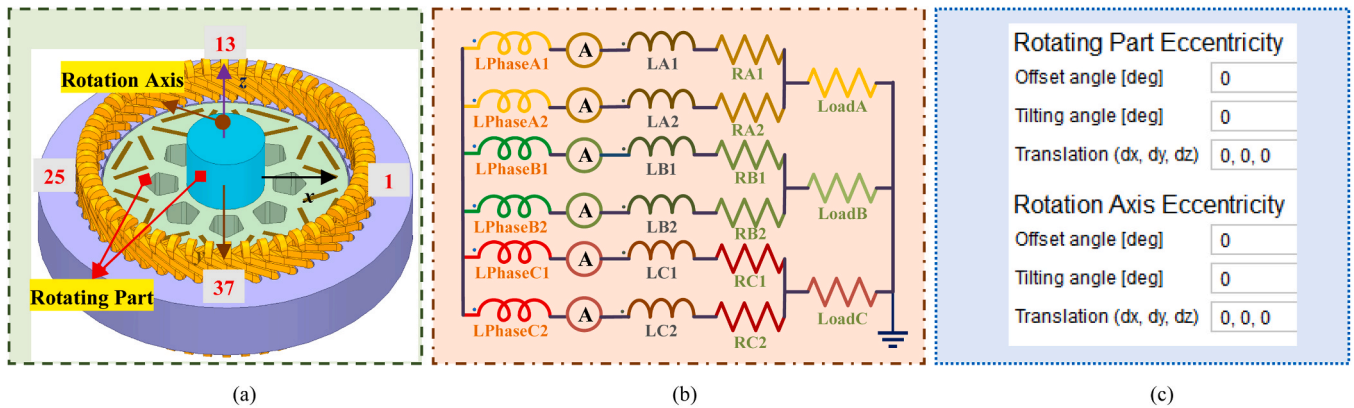 13
Rotation Axis
z
25
1
x
y
Rotating Part
37
(a)
LPhaseA1
A
LA1
RA1
LoadA
LPhaseA2
A
LA2
RA2
LPhaseB1
A
LB1
RB1
LoadB
LPhaseB2
A
LB2
RB2
LPhaseC1
A
LC1
RC1
LoadC
LPhaseC2
A
LC2
RC2
(b)
Rotating Part Eccentricity
Offset angle [deg] 0
Tilting angle [deg] 0
Translation (dx, dy, dz) 0, 0, 0
Rotation Axis Eccentricity
Offset angle [deg] 0
Tilting angle [deg] 0
Translation (dx, dy, dz) 0, 0, 0
(c)